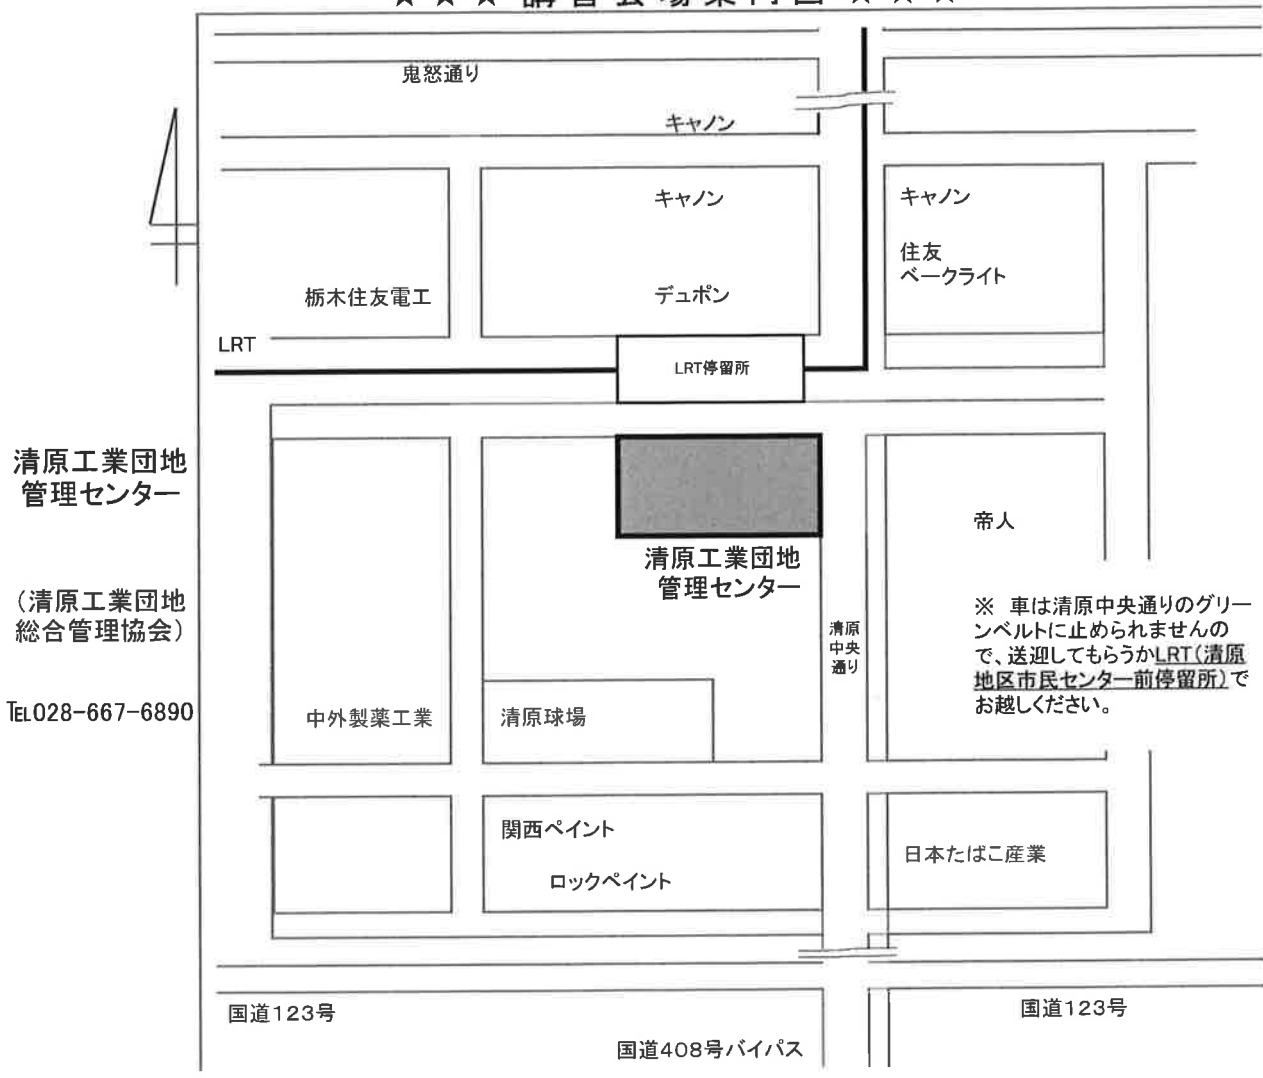 ☆ ☆ ☆ 講習会場案内図 ☆ ☆ ☆
鬼怒通り
キャノン
キャノン
キャノン
住友
ベークライト
栃木住友電工
デュポン
LRT
LRT停留所
清原工業団地
管理センター
(清原工業団地
総合管理協会)
℡028-667-6890
清原工業団地
管理センター
帝人
清原
中央
通り
※ 車は清原中央通りのグリー
ンベルトに止められませんの
で、送迎してもらうかLRT(清原
地区市民センター前停留所)で
お越しください。
中外製薬工業
清原球場
関西ペイント
ロックペイント
日本たばこ産業
国道123号
国道123号
国道408号バイパス